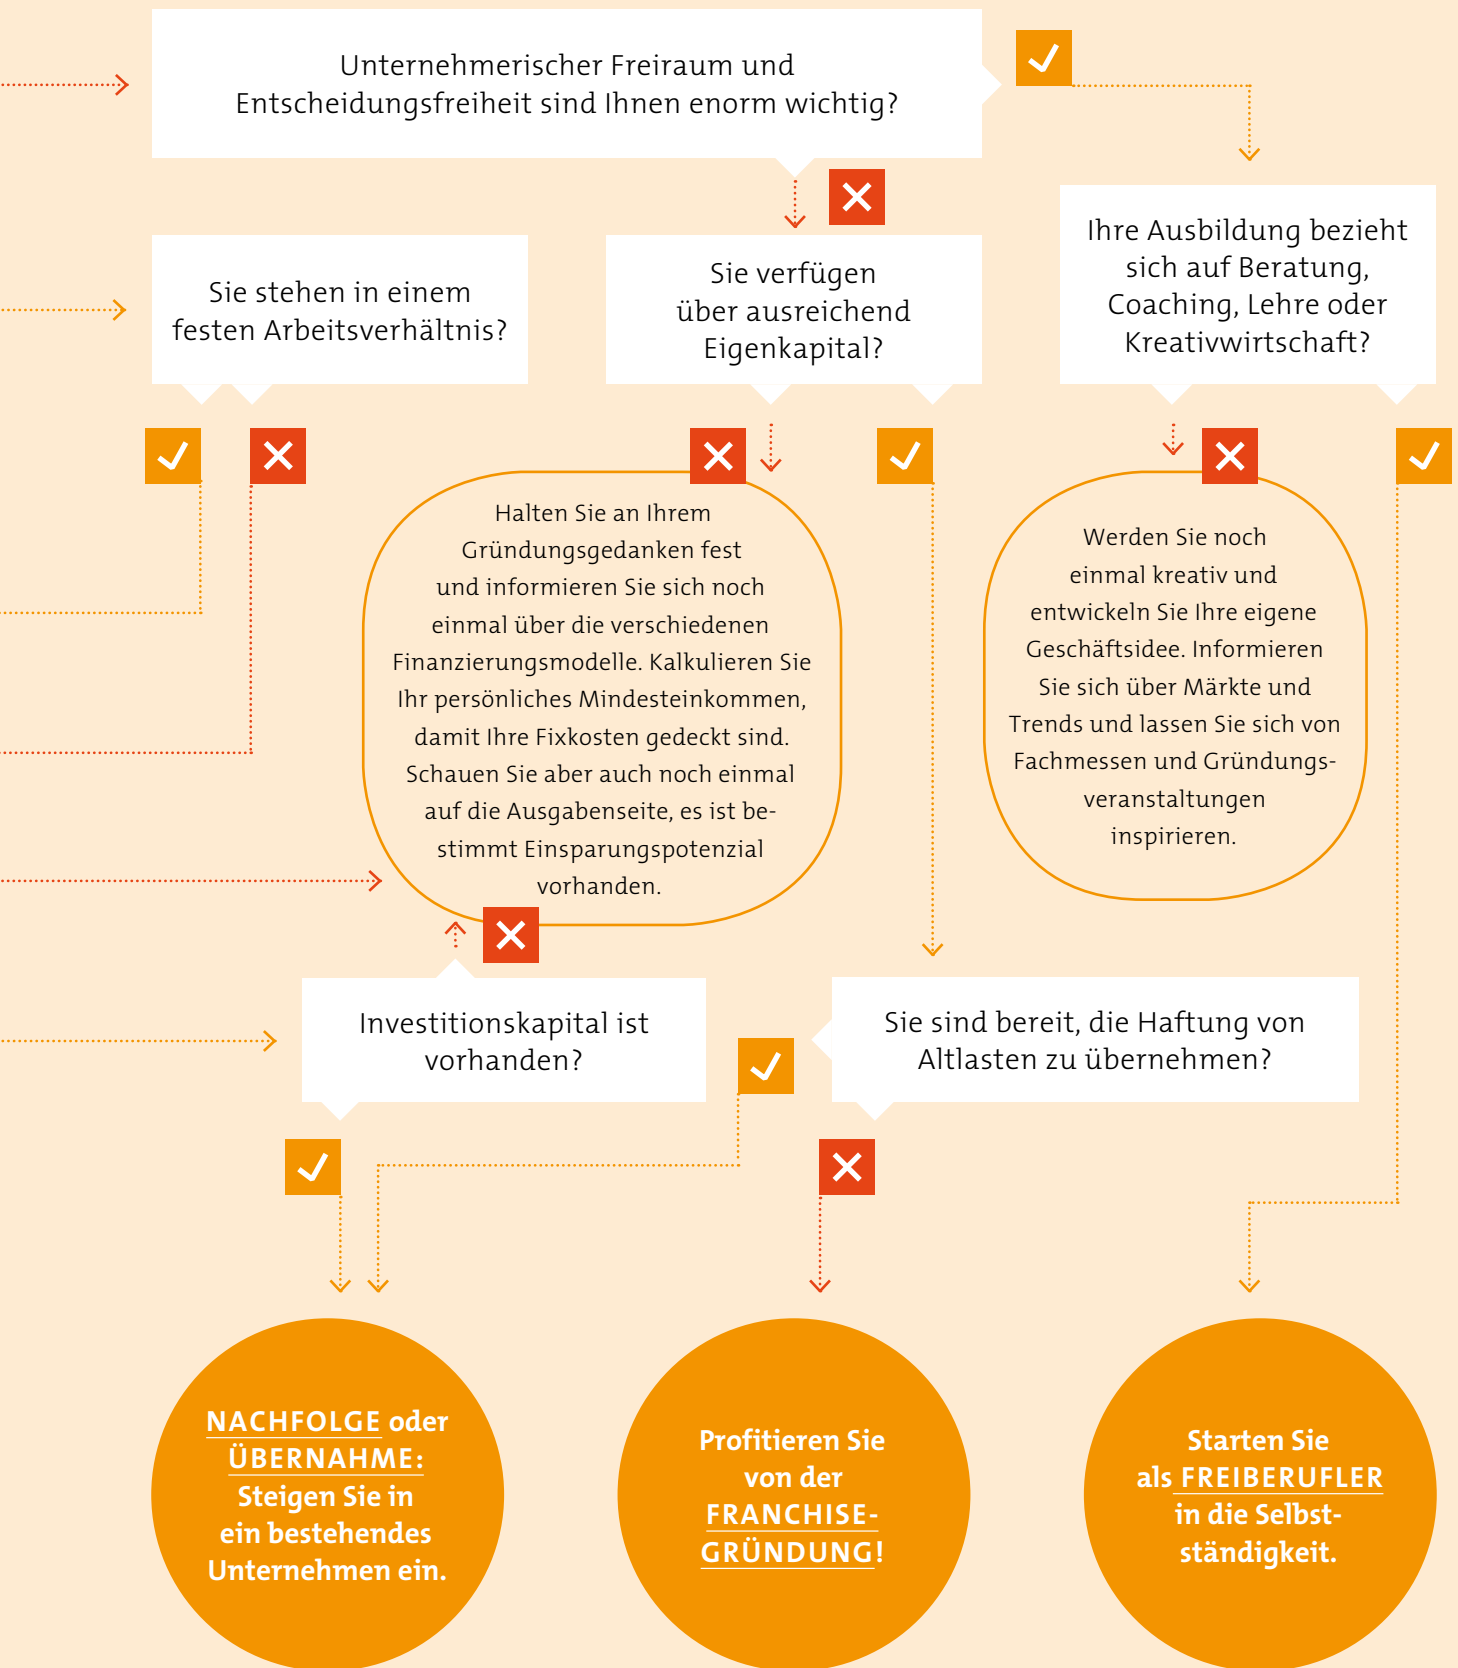 Unternehmerischer Freiraum und
Entscheidungsfreiheit sind Ihnen enorm wichtig?
Sie stehen in einem
festen Arbeitsverhältnis?
Sie verfügen
über ausreichend
Eigenkapital?
Ihre Ausbildung bezieht
sich auf Beratung,
Coaching, Lehre oder
Kreativwirtschaft?
Halten Sie an Ihrem
Gründungsgedanken fest
und informieren Sie sich noch
einmal über die verschiedenen
Finanzierungsmodelle. Kalkulieren Sie
Ihr persönliches Mindesteinkommen,
damit Ihre Fixkosten gedeckt sind.
Schauen Sie aber auch noch einmal
auf die Ausgabenseite, es ist be-
stimmt Einsparungspotenzial
vorhanden.
Werden Sie noch
einmal kreativ und
entwickeln Sie Ihre eigene
Geschäftsidee. Informieren
Sie sich über Märkte und
Trends und lassen Sie sich von
Fachmessen und Gründungs-
veranstaltungen
inspirieren.
Investitionskapital ist
vorhanden?
Sie sind bereit, die Haftung von
Altlasten zu übernehmen?
NACHFOLGE oder
ÜBERNAHME:
Steigen Sie in
ein bestehendes
Unternehmen ein.
Profitieren Sie
von der
FRANCHISE-
GRÜNDUNG!
Starten Sie
als FREIBERUFLER
in die Selbst-
ständigkeit.